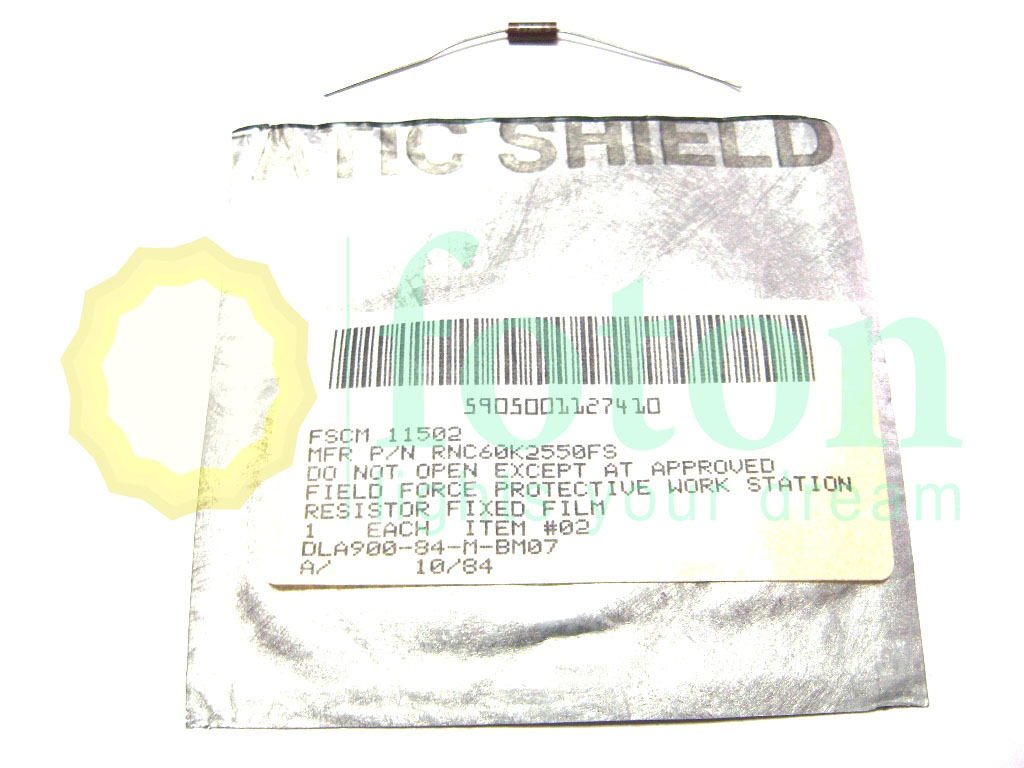 ATIC SHIELD
foton
lights your dream
5905001127410
FSCM 11502
MFR P/N RNC60K2550FS
DO NOT OPEN EXCEPT AT APPROVED
FIELD FORCE PROTECTIVE WORK STATION
RESISTOR FIXED FILM
1 EACH ITEM #02
DLA900-84-M-BM07
A/ 10/84